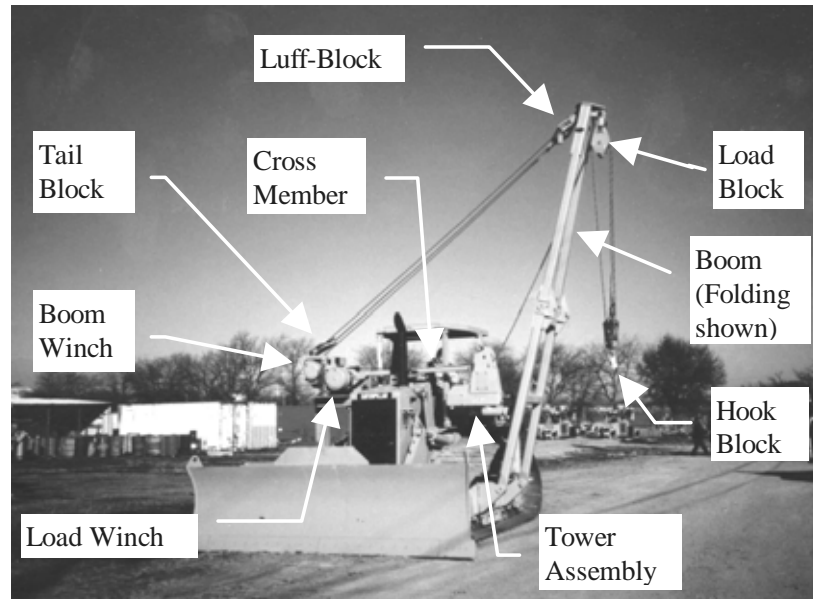 Luff-Block
Tail
Block
Cross
Member
Load
Block
Boom
(Folding
shown)
Boom
Winch
Hook
Block
Load Winch
Tower
Assembly